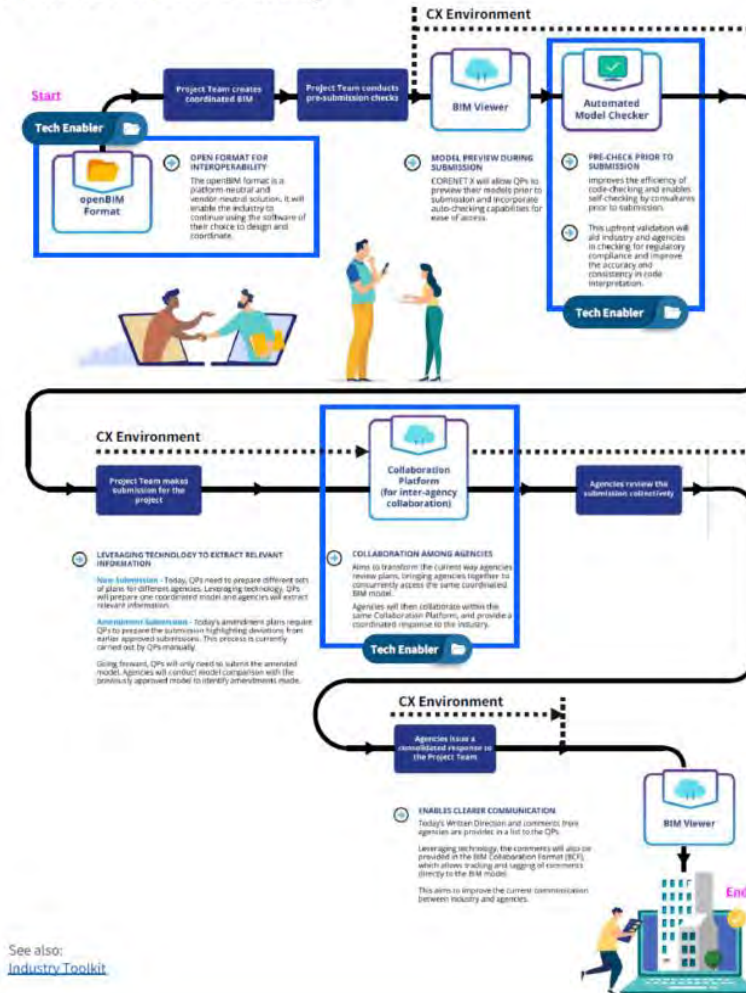 CX Environment
Start
Project Team creates
coordinated BIM
Project Team conducts
pre-submission checks
BIM Viewer
Automated
Model Checker
Tech Enabler
openBIM
Format
OPEN FORMAT FOR
INTEROPERABILITY
The openBIM format is a
platform-neutral and
vendor-neutral solution. It will
enable the industry to
continue using the software of
their choice to design and
coordinate.
MODEL PREVIEW DURING
SUBMISSION
CORENET X will allow QPs to
preview their models prior to
submission and incorporate
auto-checking capabilities for
ease of access.
PRE-CHECK PRIOR TO
SUBMISSION
Improves the efficiency of
code-checking and enables
self-checking by consultants
prior to submission.
This upfront validation will
aid industry and agencies
in checking for regulatory
compliance and improve
the accuracy and
consistency in code
interpretation.
Tech Enabler
CX Environment
Project Team makes
submission for the
project
Collaboration
Platform
(for inter-agency
collaboration)
Agencies review the
submission collectively
LEVERAGING TECHNOLOGY TO EXTRACT RELEVANT
INFORMATION
New Submission - Today, QPs need to prepare different sets
of plans for different agencies. Leveraging technology, QPs
will prepare one coordinated model and agencies will extract
relevant information.
Amendment Submission - Today's amendment plans require
QPs to prepare the submission highlighting deviations from
earlier approved submissions. This process is currently
carried out by QPs manually.
Going forward, QPs will only need to submit the amended
model. Agencies will conduct model comparison with the
previously approved model to identify amendments made.
COLLABORATION AMONG AGENCIES
Aims to transform the current way agencies
review plans, bringing agencies together to
concurrently access the same coordinated
BIM model.
Agencies will then collaborate within the
same Collaboration Platform, and provide a
coordinated response to the industry.
Tech Enabler
CX Environment
Agencies issue a
consolidated response to
the Project Team
ENABLES CLEARER COMMUNICATION
Today's Written Direction and comments from
agencies are provided in a list to the QPs.
Leveraging technology, the comments will also be
provided in the BIM Collaboration Format (BCF),
which allows tracking and tagging of comments
directly to the BIM model.
This aims to improve the current communication
between industry and agencies.
BIM Viewer
End
See also:
Industry Toolkit